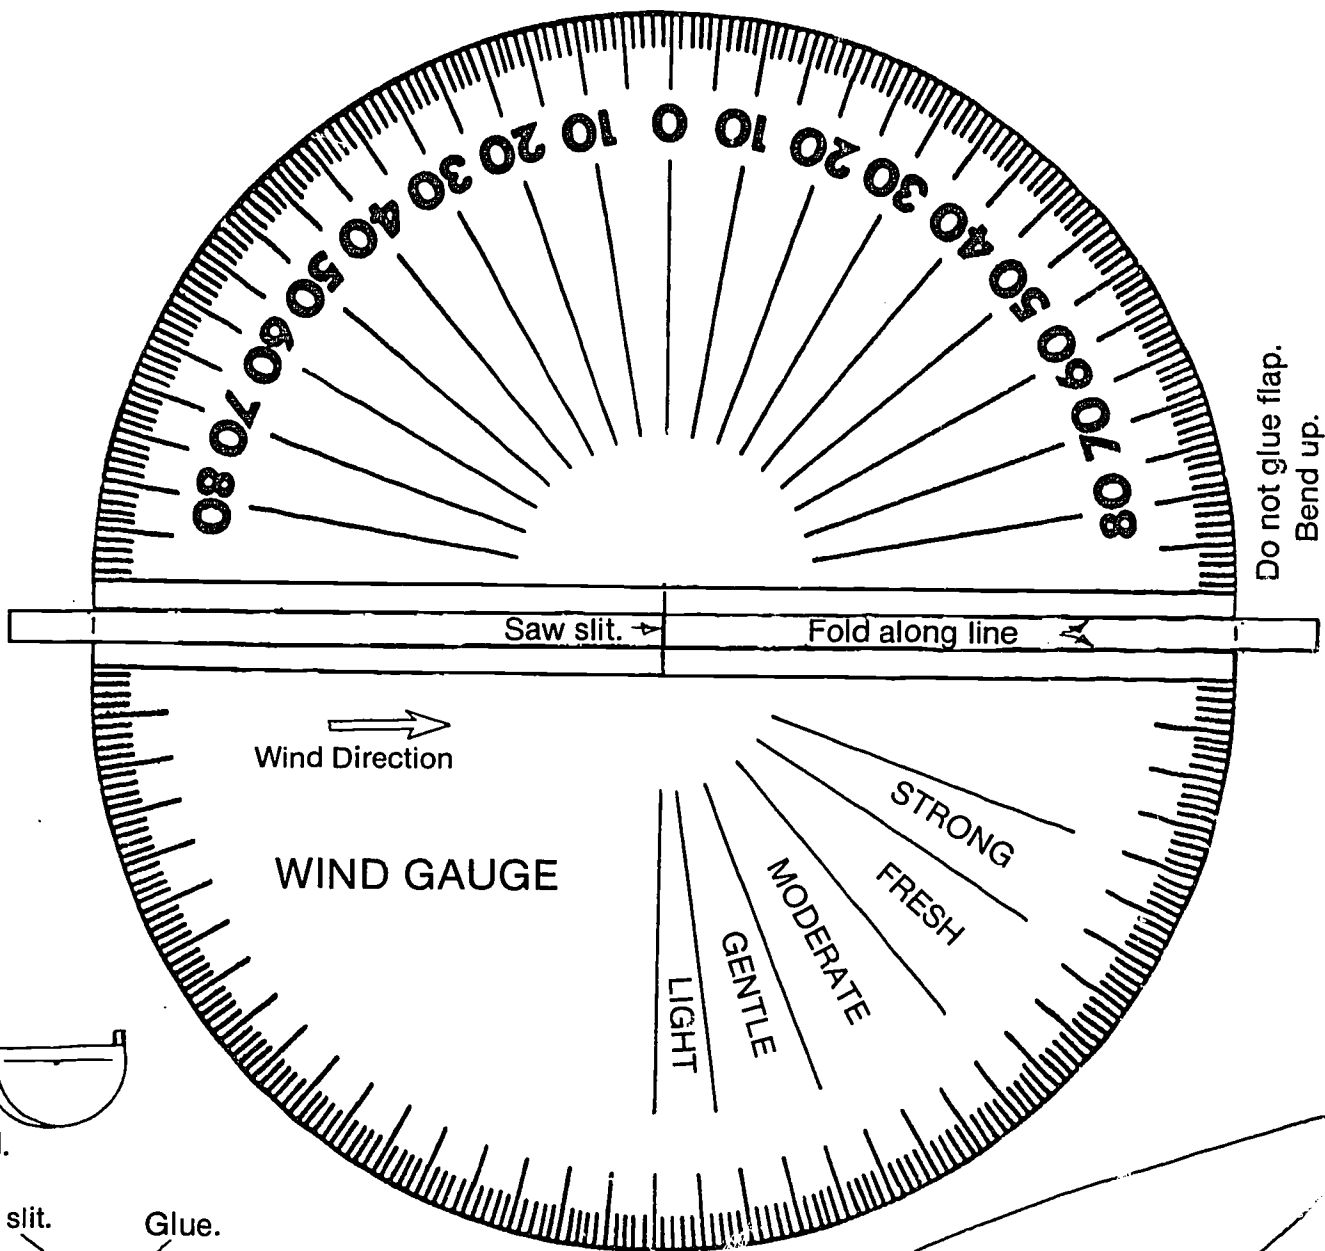 80 70 60 50 40 30 20 10 0 10 20 30 40 50 60 70 80
Do not glue flap.
Bend up.
Saw slit.
Fold along line
Wind Direction
WIND GAUGE
LIGHT
GENTLE
MODERATE
FRESH
STRONG
slit.
Glue.